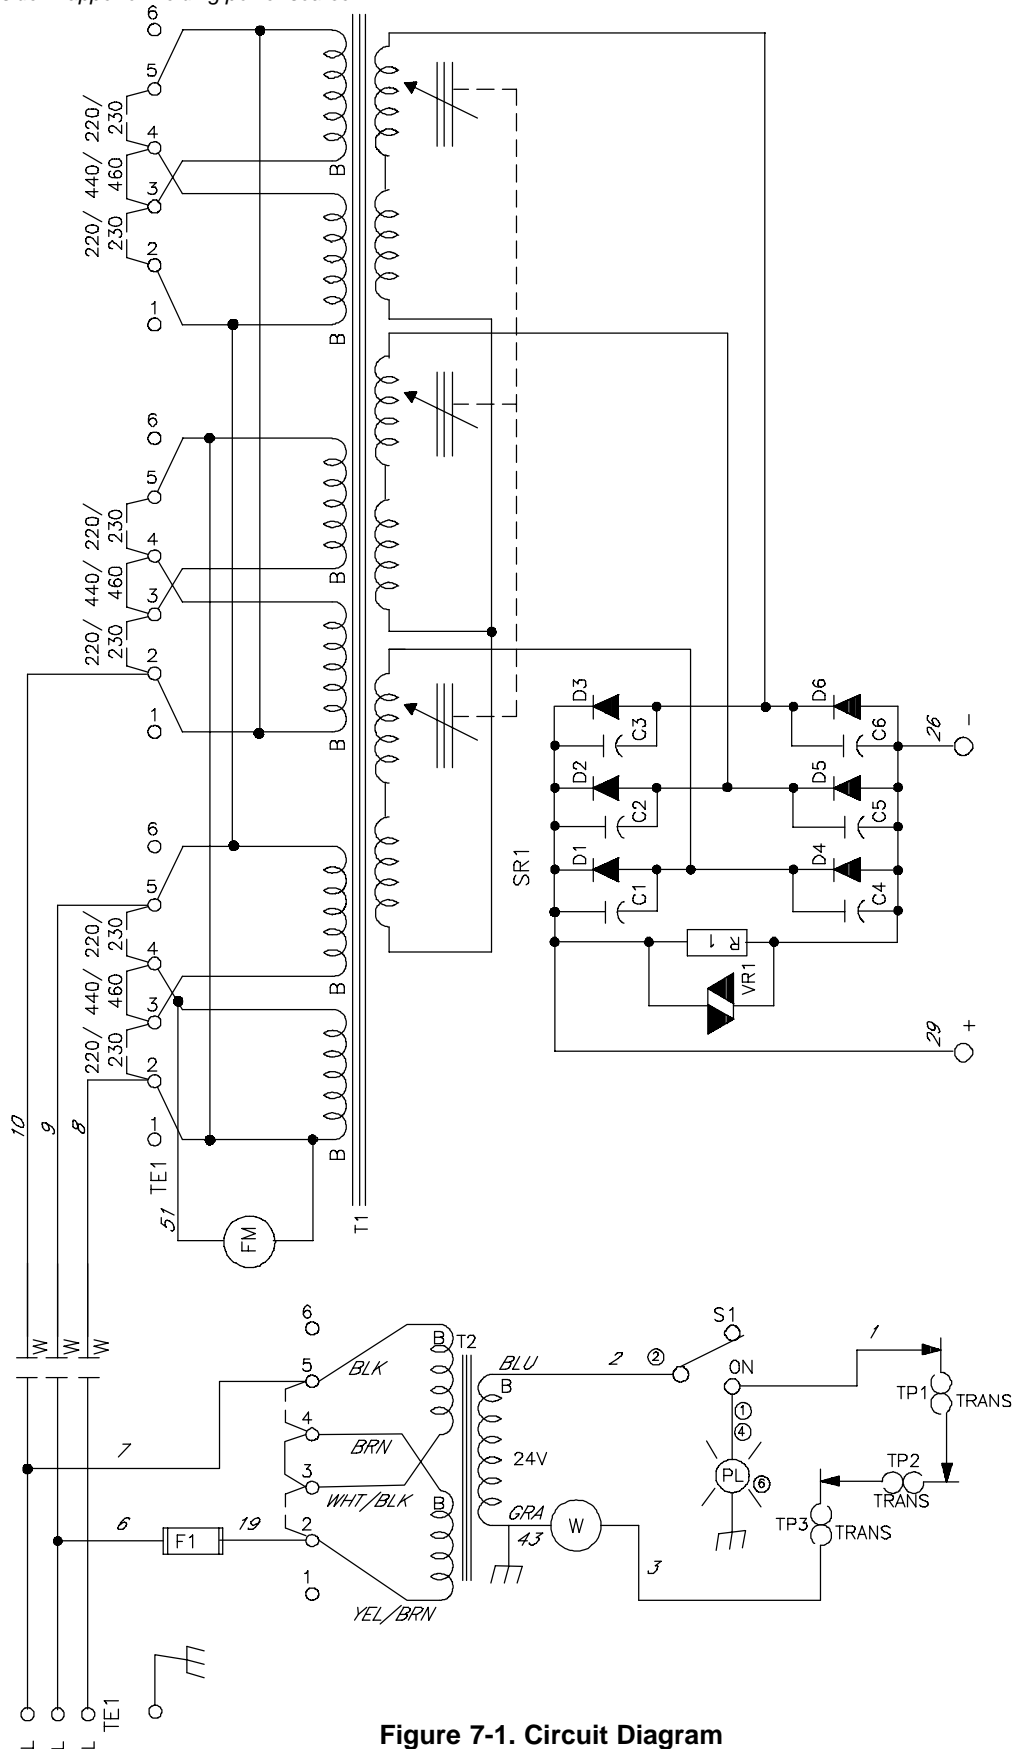 6
5
220/
230
4
440/
460
3
220/
230
2
1
B
B
6
5
220/
230
4
440/
460
3
220/
230
2
1
B
B
6
5
220/
230
4
440/
460
3
220/
230
2
1
B
B
TE1
51
FM
T1
10
9
8
W
W
W
SR1
D3
C3
D2
C2
D1
C1
D6
C6
D5
C5
D4
C4
R 1
VR1
26
-
29
+
6
5
4
3
2
1
BLK
BRN
WHT/BLK
YEL/BRN
B
B
T2
7
6
F1
19
BLU
B
24V
GRA
43
W
2
②
S1
ON
①
④
PL
⑥
1
TP1
TRANS
TP2
TRANS
TP3
TRANS
3
L
L
L
TE1
Figure 7-1. Circuit Diagram